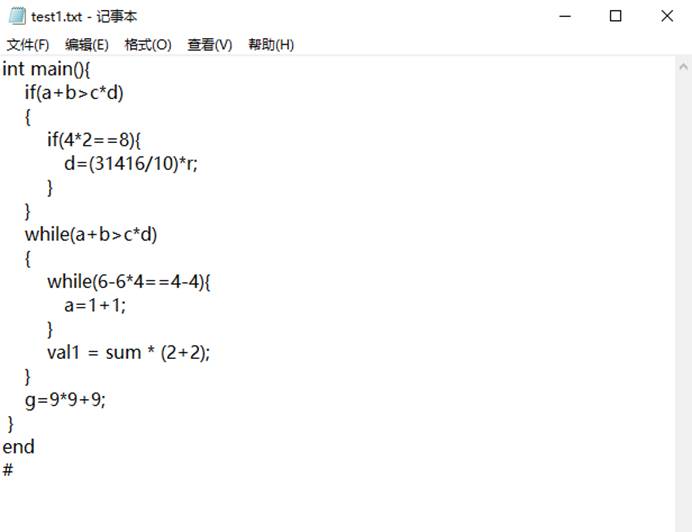 test1.txt - 记事本
文件(F) 编辑(E) 格式(O) 查看(V) 帮助(H)
int main(){
if(a+b>c*d)
{
if(4*2==8){
d=(31416/10)*r;
}
}
while(a+b>c*d)
{
while(6-6*4==4-4){
a=1+1;
}
val1 = sum * (2+2);
}
g=9*9+9;
}
end
#